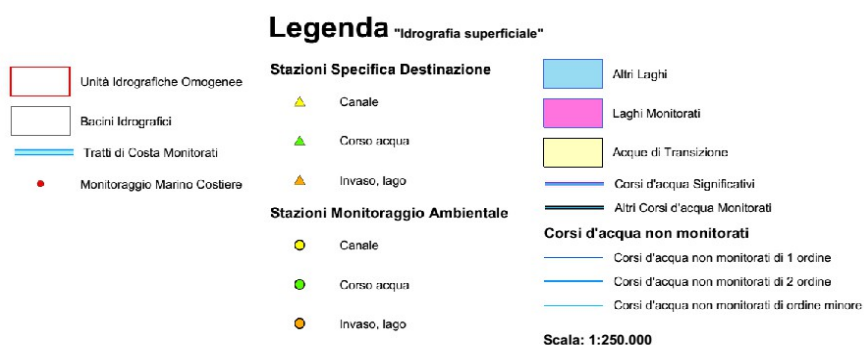 Legenda "Idrografia superficiale"
Unità Idrografiche Omogenee
Bacini Idrografici
Tratti di Costa Monitorati
Monitoraggio Marino Costiere
Stazioni Specifica Destinazione
Canale
Corso acqua
Invaso, lago
Stazioni Monitoraggio Ambientale
Canale
Corso acqua
Invaso, lago
Altri Laghi
Laghi Monitorati
Acque di Transizione
Corsi d'acqua Significativi
Altri Corsi d'acqua Monitorati
Corsi d'acqua non monitorati
Corsi d'acqua non monitorati di 1 ordine
Corsi d'acqua non monitorati di 2 ordine
Corsi d'acqua non monitorati di ordine minore
Scala: 1:250.000